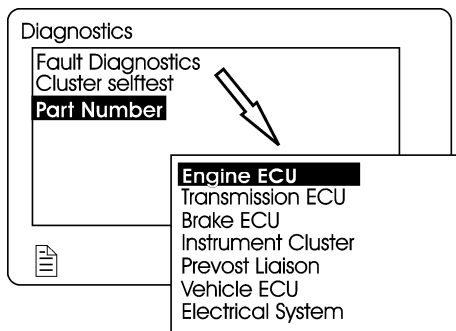 Diagnostics
Fault Diagnostics
Cluster selftest
Part Number
Engine ECU
Transmission ECU
Brake ECU
Instrument Cluster
Prevost Liaison
Vehicle ECU
Electrical System